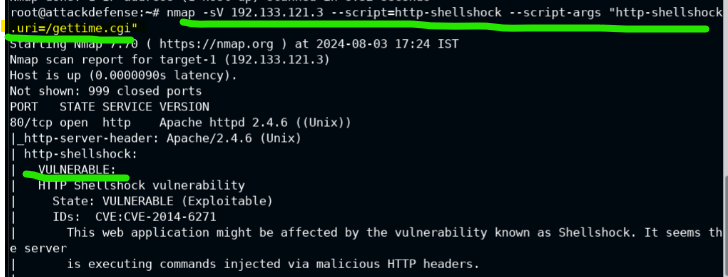 root@attackdefense:~# nmap -sV 192.133.121.3 --script=http-shellshock --script-args "http-shellshock
.uri=/gettime.cgi"
Starting Nmap 7.70 ( https://nmap.org ) at 2024-08-03 17:24 IST
Nmap scan report for target-1 (192.133.121.3)
Host is up (0.0000090s latency).
Not shown: 999 closed ports
PORT   STATE SERVICE VERSION
80/tcp open  http    Apache httpd 2.4.6 ((Unix))
|_http-server-header: Apache/2.4.6 (Unix)
| http-shellshock:
|   VULNERABLE:
|   HTTP Shellshock vulnerability
|     State: VULNERABLE (Exploitable)
|     IDs:  CVE:CVE-2014-6271
|       This web application might be affected by the vulnerability known as Shellshock. It seems th
e server
|       is executing commands injected via malicious HTTP headers.